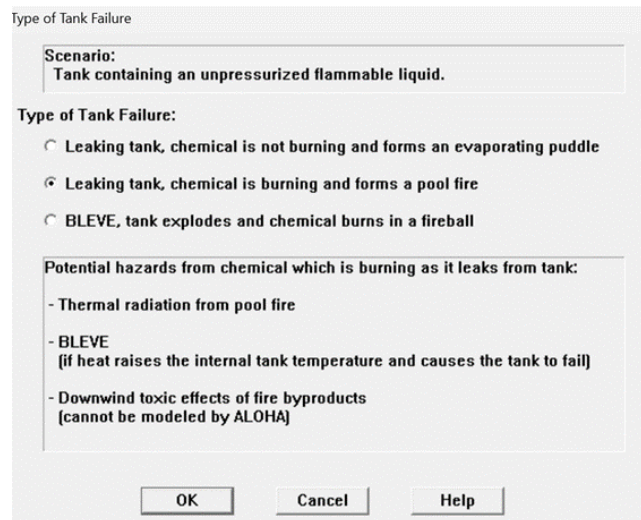 Type of Tank Failure
Scenario:
Tank containing an unpressurized flammable liquid.
Type of Tank Failure:
Leaking tank, chemical is not burning and forms an evaporating puddle
Leaking tank, chemical is burning and forms a pool fire
BLEVE, tank explodes and chemical burns in a fireball
Potential hazards from chemical which is burning as it leaks from tank:
- Thermal radiation from pool fire
- BLEVE
(if heat raises the internal tank temperature and causes the tank to fail)
- Downwind toxic effects of fire byproducts
(cannot be modeled by ALOHA)
OK Cancel Help